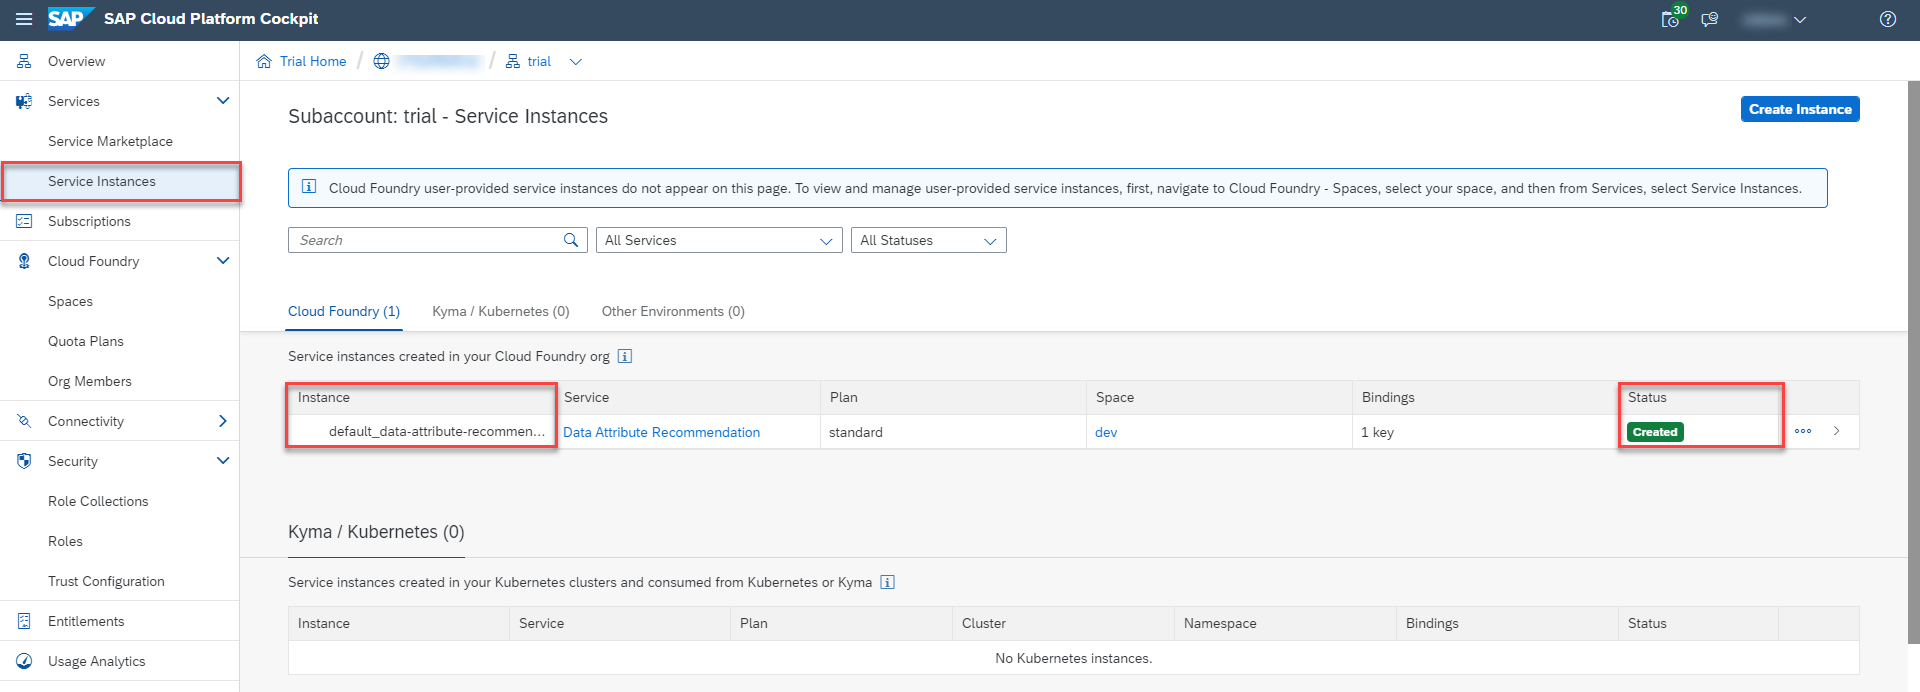 SAP SAP Cloud Platform Cockpit
30
Overview
Services
Service Marketplace
Service Instances
Subscriptions
Cloud Foundry
Spaces
Quota Plans
Org Members
Connectivity
Security
Role Collections
Roles
Trust Configuration
Entitlements
Usage Analytics
Trial Home / / trial
Subaccount: trial - Service Instances
Create Instance
Cloud Foundry user-provided service instances do not appear on this page. To view and manage user-provided service instances, first, navigate to Cloud Foundry - Spaces, select your space, and then from Services, select Service Instances.
Search All Services All Statuses
Cloud Foundry (1) Kyma / Kubernetes (0) Other Environments (0)
Service instances created in your Cloud Foundry org
Instance Service Plan Space Bindings Status
default_data-attribute-recommen... Data Attribute Recommendation standard dev 1 key Created
Kyma / Kubernetes (0)
Service instances created in your Kubernetes clusters and consumed from Kubernetes or Kyma
Instance Service Plan Cluster Namespace Bindings Status
No Kubernetes instances.